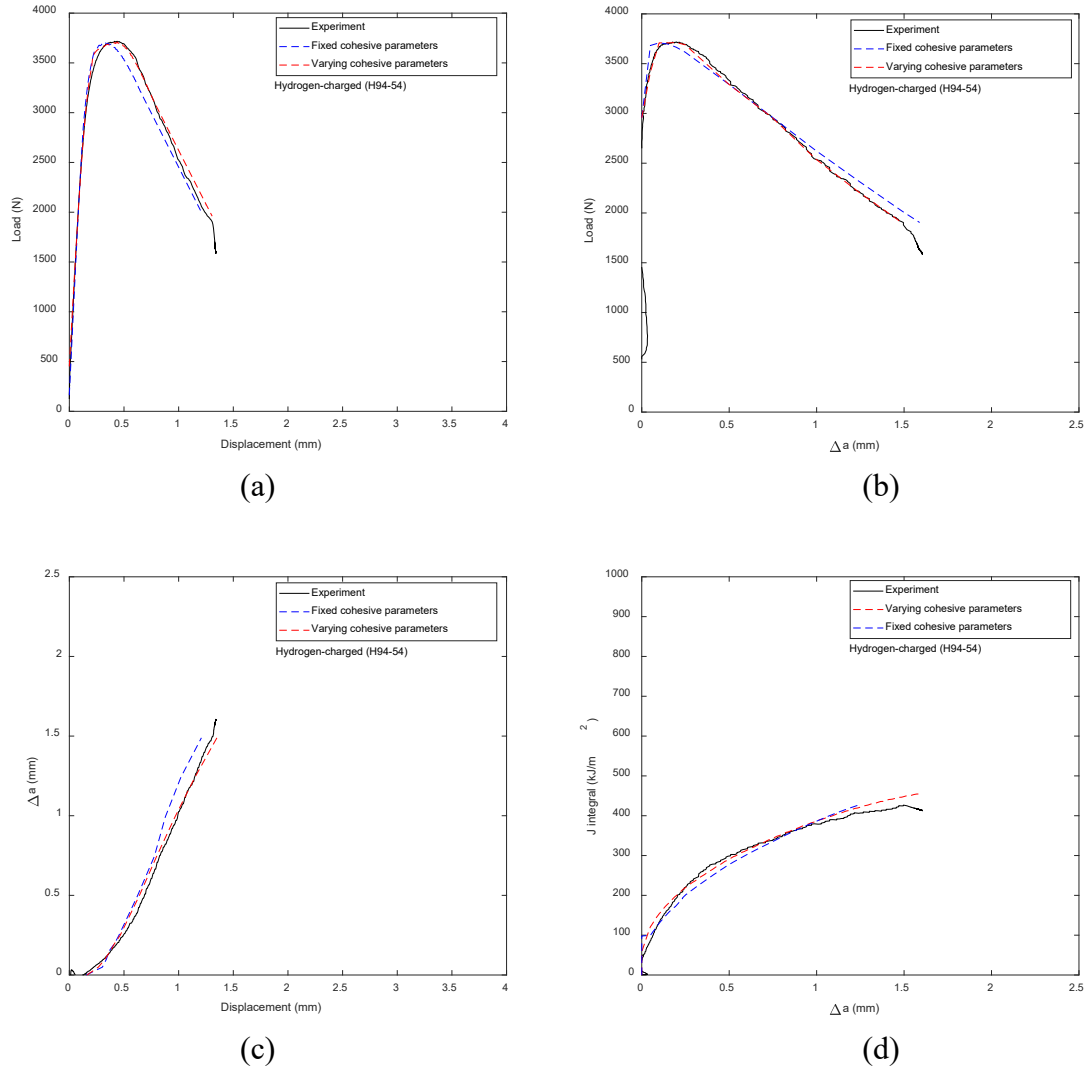 4000
3500
3000
2500
2000
1500
1000
500
0
Load (N)
0 0.5 1 1.5 2 2.5 3 3.5 4
Displacement (mm)
Experiment
Fixed cohesive parameters
Varying cohesive parameters
Hydrogen-charged (H94-54)
(a)
4000
3500
3000
2500
2000
1500
1000
500
0
Load (N)
0 0.5 1 1.5 2 2.5
Δa (mm)
Experiment
Fixed cohesive parameters
Varying cohesive parameters
Hydrogen-charged (H94-54)
(b)
2.5
2
1.5
1
0.5
0
Δa (mm)
0 0.5 1 1.5 2 2.5 3 3.5 4
Displacement (mm)
Experiment
Fixed cohesive parameters
Varying cohesive parameters
Hydrogen-charged (H94-54)
(c)
1000
900
800
700
600
500
400
300
200
100
0
J integral (kJ/m²)
0 0.5 1 1.5 2 2.5
Δa (mm)
Experiment
Varying cohesive parameters
Fixed cohesive parameters
Hydrogen-charged (H94-54)
(d)